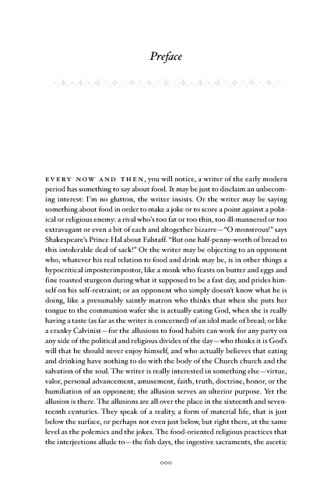 Preface
EVERY NOW AND THEN, you will notice, a writer of the early modern
period has something to say about food. It may be just to disclaim an unbecom-
ing interest: I'm no glutton, the writer insists. Or the writer may be saying
something about food in order to make a joke or to score a point against a polit-
ical or religious enemy: a rival who's too fat or too thin, too ill-mannered or too
extravagant or even a bit of each and altogether bizarre—"O monstrous!" says
Shakespeare's Prince Hal about Falstaff. "But one half-penny-worth of bread to
this intolerable deal of sack!" Or the writer may be objecting to an opponent
who, whatever his real relation to food and drink may be, is in other things a
hypocritical imposterimpostor, like a monk who feasts on butter and eggs and
fine roasted sturgeon during what it supposed to be a fast day, and prides him-
self on his self-restraint; or an opponent who simply doesn't know what he is
doing, like a presumably saintly matron who thinks that when she puts her
tongue to the communion wafer she is actually eating God, when she is really
having a taste (as far as the writer is concerned) of an idol made of bread; or like
a cranky Calvinist—for the allusions to food habits can work for any party on
any side of the political and religious divides of the day—who thinks it is God's
will that he should never enjoy himself, and who actually believes that eating
and drinking have nothing to do with the body of the Church church and the
salvation of the soul. The writer is really interested in something else—virtue,
valor, personal advancement, amusement, faith, truth, doctrine, honor, or the
humiliation of an opponent; the allusion serves an ulterior purpose. Yet the
allusion is there. The allusions are all over the place in the sixteenth and seven-
teenth centuries. They speak of a reality, a form of material life, that is just
below the surface, or perhaps not even just below, but right there, at the same
level as the polemics and the jokes. The food-oriented religious practices that
the interjections allude to—the fish days, the ingestive sacraments, the ascetic
000